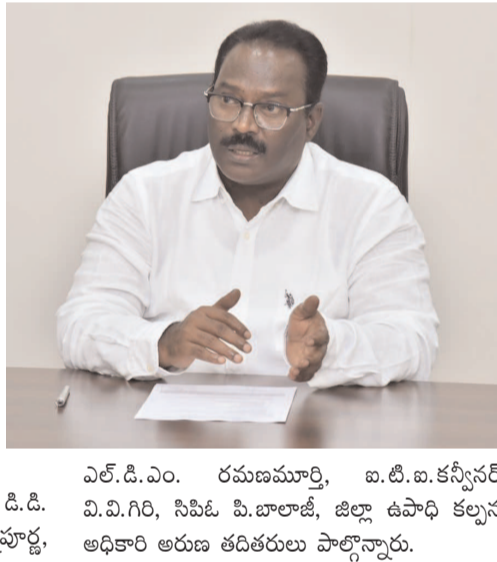 ఎల్.డి.ఎం. రమణమూర్తి, ఐ.టి.ఐ.కన్వీనర్
డి.డి. వి.వి.గిరి, సిపిఓ పి.బాలాజీ, జిల్లా ఉపాధి కల్పన
అధికారి అరుణ తదితరులు పాల్గొన్నారు.